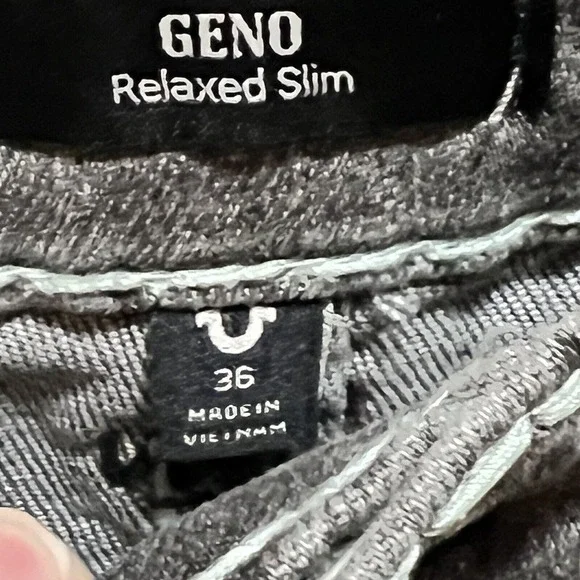 GENO
Relaxed Slim
36
MADE IN
VIETNAM